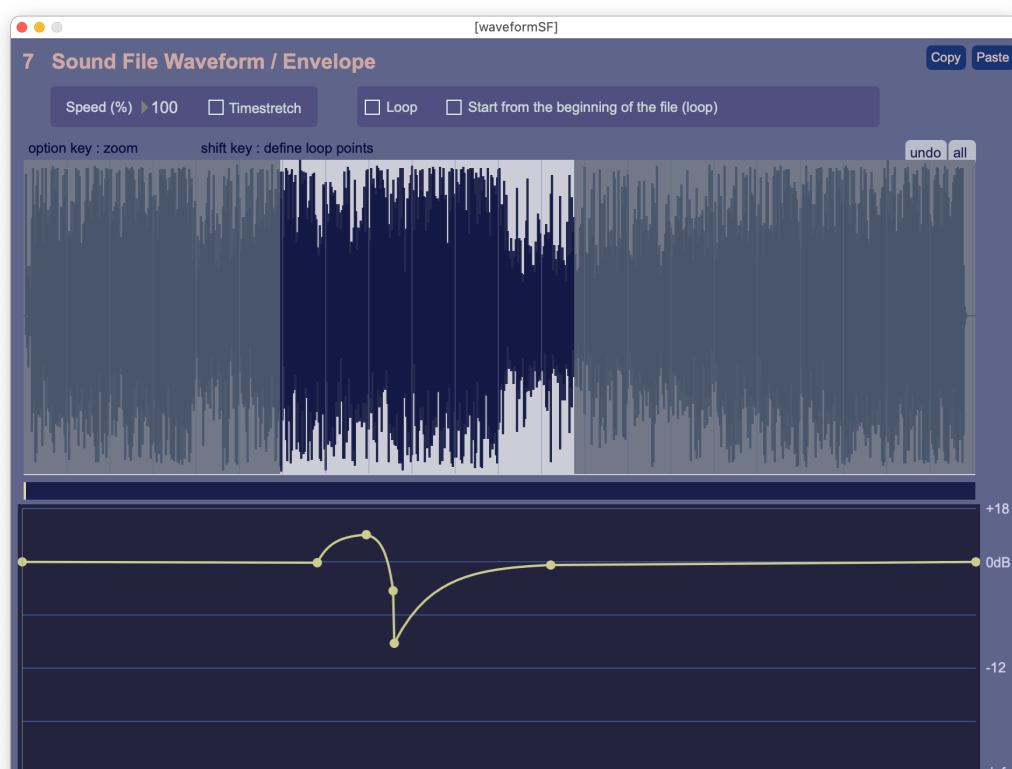 [waveformSF]
7 Sound File Waveform / Envelope
Copy Paste
Speed (%) 100 Timestretch Loop Start from the beginning of the file (loop)
option key : zoom shift key : define loop points
undo all
+18
0dB
-12